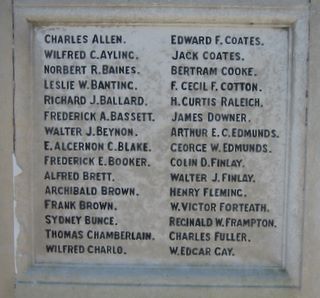 CHARLES ALLEN.
WILFRED C. AYLING.
NORBERT R. BAINES.
LESLIE W. BANTING.
RICHARD J. BALLARD.
FREDERICK A. BASSETT.
WALTER J. BEYNON.
E. ALGERNON C. BLAKE.
FREDERICK E. BOOKER.
ALFRED BRETT.
ARCHIBALD BROWN.
FRANK BROWN.
SYDNEY BUNCE.
THOMAS CHAMBERLAIN.
WILFRED CHARLO.
EDWARD F. COATES.
JACK COATES.
BERTRAM COOKE.
F. CECIL F. COTTON.
H. CURTIS RALEIGH.
JAMES DOWNER.
ARTHUR E. C. EDMUNDS.
GEORGE W. EDMUNDS.
COLIN D. FINLAY.
WALTER J. FINLAY.
HENRY FLEMING.
W. VICTOR FORTEATH.
REGINALD W. FRAMPTON.
CHARLES FULLER.
W. EDGAR GAY.